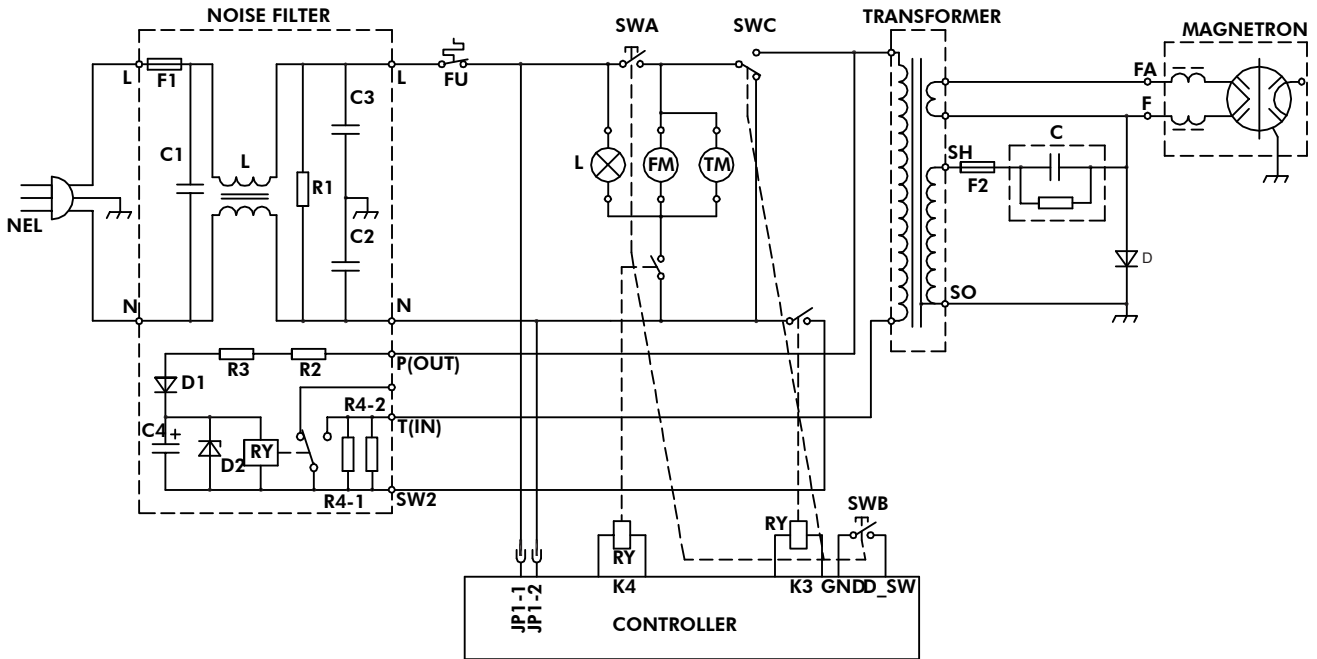 NOISE FILTER
SWA
SWC
TRANSFORMER
MAGNETRON
L
F1
L
FU
C3
C1
L
R1
C2
NEL
N
N
L
FM
TM
FA
F
SH
F2
C
D
SO
P(OUT)
R3
R2
D1
R4-2
T(IN)
C4
+
D2
RY
R4-1
SW2
SWB
RY
RY
JP1-1
JP1-2
K4
K3
GND
D_SW
CONTROLLER